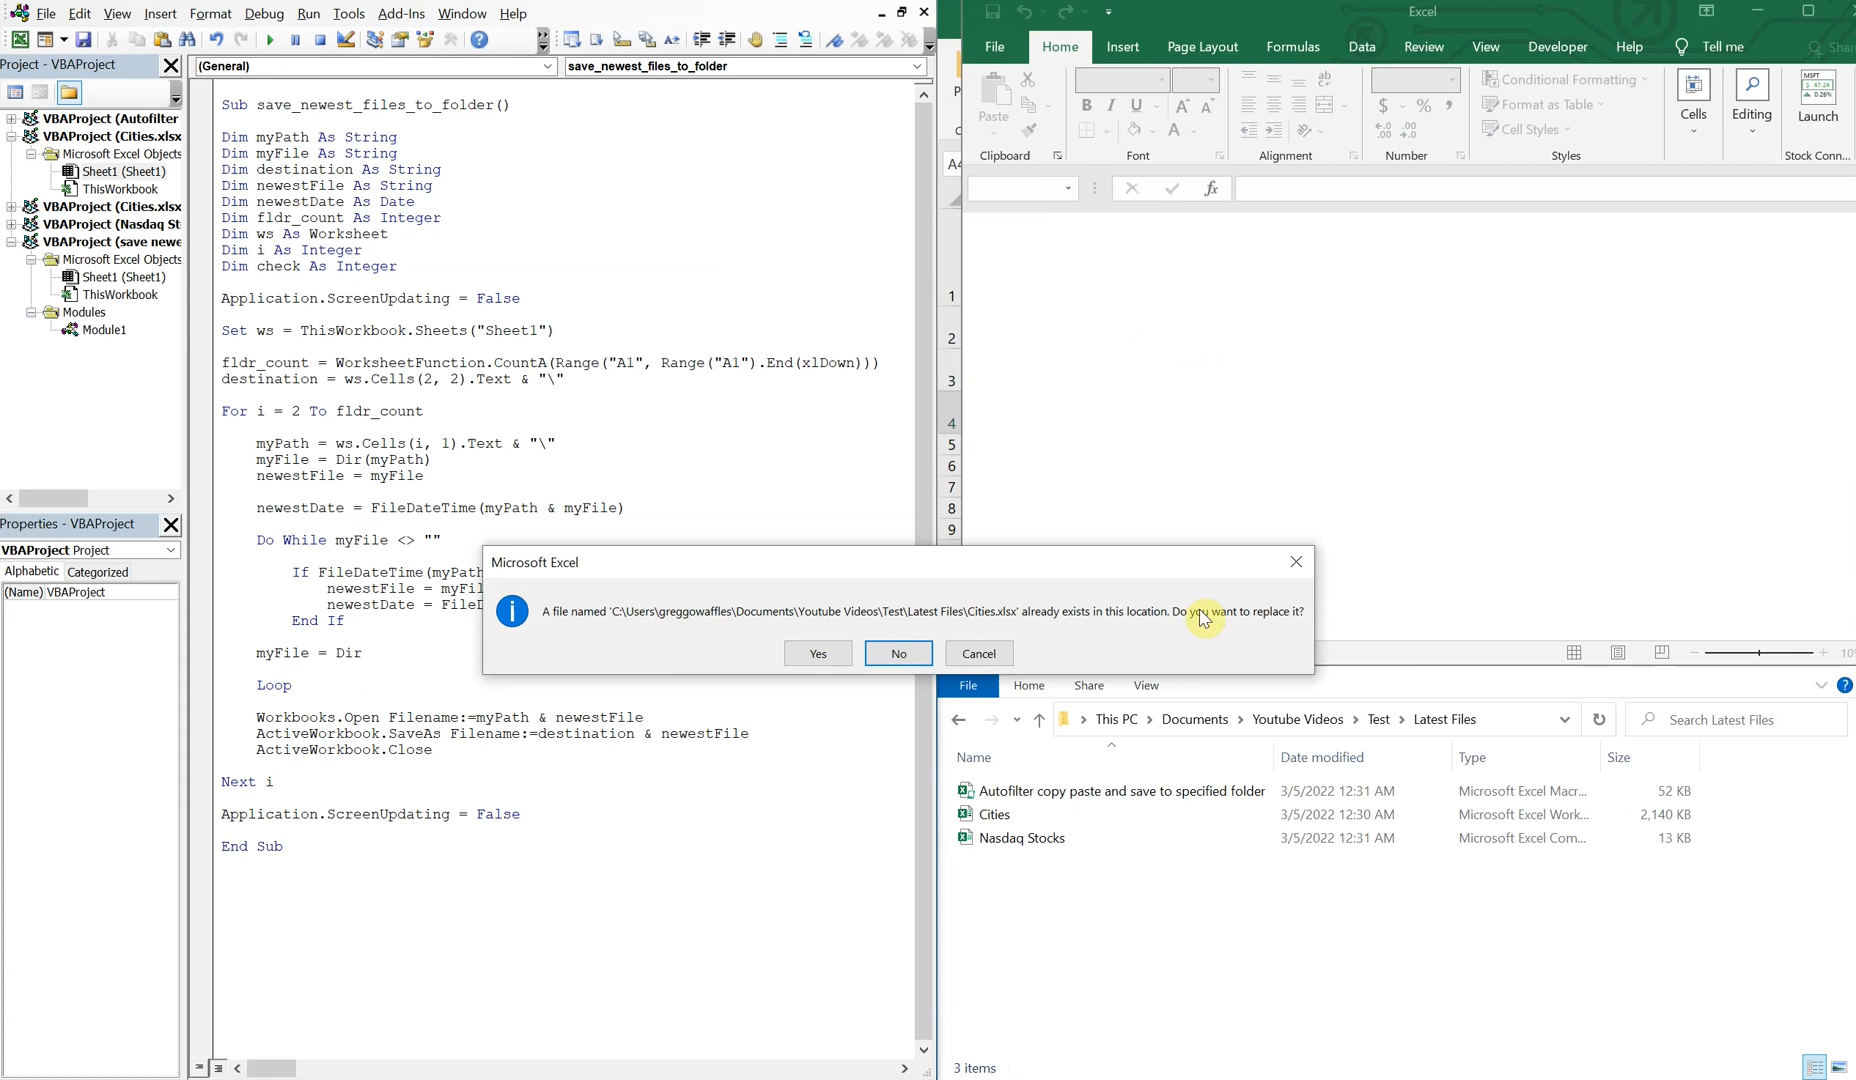 File Edit View Insert Format Debug Run Tools Add-Ins Window Help
Project - VBAProject
VBAProject (Autofilter
VBAProject (Cities.xlsx
Microsoft Excel Objects
Sheet1 (Sheet1)
ThisWorkbook
VBAProject (Cities.xlsx
VBAProject (Nasdaq St
VBAProject (save newe
Microsoft Excel Objects
Sheet1 (Sheet1)
ThisWorkbook
Modules
Module1
Properties - VBAProject
VBAProject Project
Alphabetic Categorized
(Name) VBAProject
(General) save_newest_files_to_folder
Sub save_newest_files_to_folder()
Dim myPath As String
Dim myFile As String
Dim destination As String
Dim newestFile As String
Dim newestDate As Date
Dim fldr_count As Integer
Dim ws As Worksheet
Dim i As Integer
Dim check As Integer
Application.ScreenUpdating = False
Set ws = ThisWorkbook.Sheets("Sheet1")
fldr_count = WorksheetFunction.CountA(Range("A1", Range("A1").End(xlDown)))
destination = ws.Cells(2, 2).Text & "\"
For i = 2 To fldr_count
myPath = ws.Cells(i, 1).Text & "\"
myFile = Dir(myPath)
newestFile = myFile
newestDate = FileDateTime(myPath & myFile)
Do While myFile <> ""
If FileDateTime(myPath
newestFile = myFil
newestDate = FileD
End If
myFile = Dir
Loop
Workbooks.Open Filename:=myPath & newestFile
ActiveWorkbook.SaveAs Filename:=destination & newestFile
ActiveWorkbook.Close
Next i
Application.ScreenUpdating = False
End Sub
Excel
File Home Insert Page Layout Formulas Data Review View Developer Help Tell me Shar
Paste
B I U A A A
$ % 9
Conditional Formatting
Format as Table
Cell Styles
Cells
Editing
MSFT
$ 47.24
0.26%
Launch
Clipboard Font Alignment Number Styles Stock Conn...
A4
fx
1
2
3
4
5
6
7
8
9
10%
Microsoft Excel
A file named 'C:\Users\greggowaffles\Documents\Youtube Videos\Test\Latest Files\Cities.xlsx' already exists in this location. Do you want to replace it?
Yes No Cancel
File Home Share View
This PC > Documents > Youtube Videos > Test > Latest Files
Search Latest Files
Name Date modified Type Size
Autofilter copy paste and save to specified folder 3/5/2022 12:31 AM Microsoft Excel Macr... 52 KB
Cities 3/5/2022 12:30 AM Microsoft Excel Work... 2,140 KB
Nasdaq Stocks 3/5/2022 12:31 AM Microsoft Excel Com... 13 KB
3 items